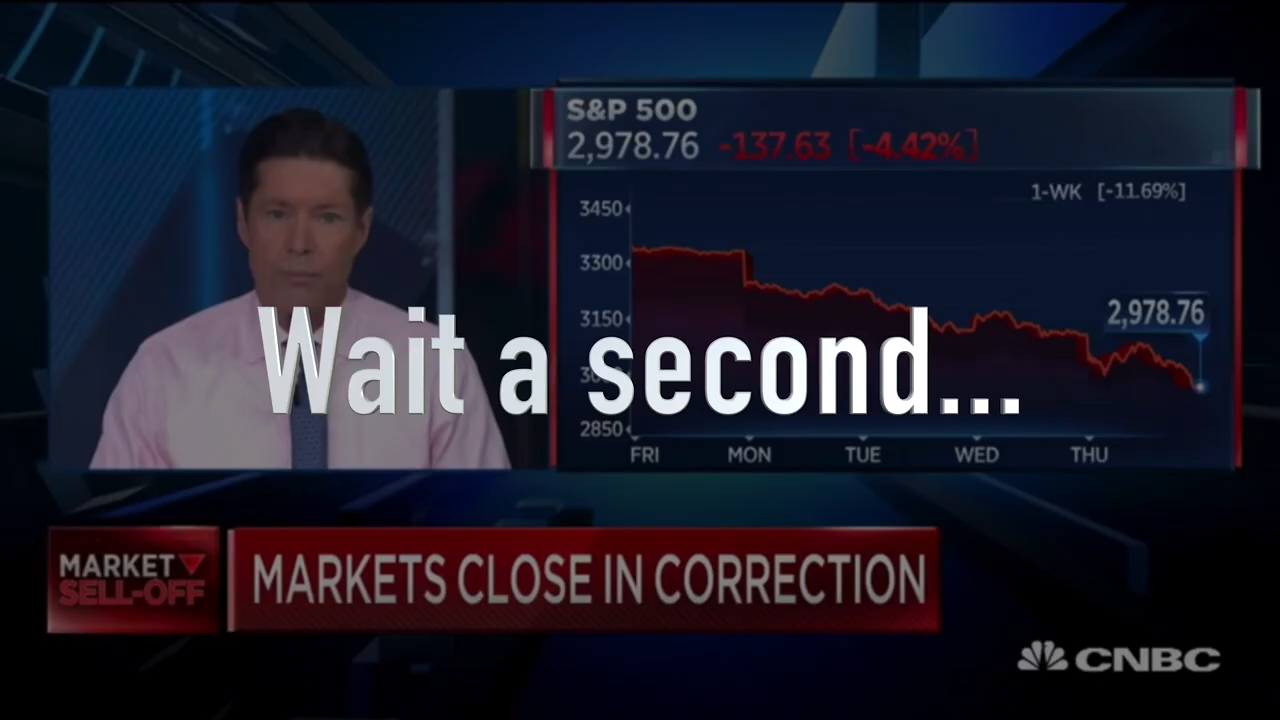 S&P 500
2,978.76 -137.63 [-4.42%]
1-WK [-11.69%]
3450
3300
3150
2850
2,978.76
Wait a second...
FRI MON TUE WED THU
MARKET
SELL-OFF
MARKETS CLOSE IN CORRECTION
CNBC